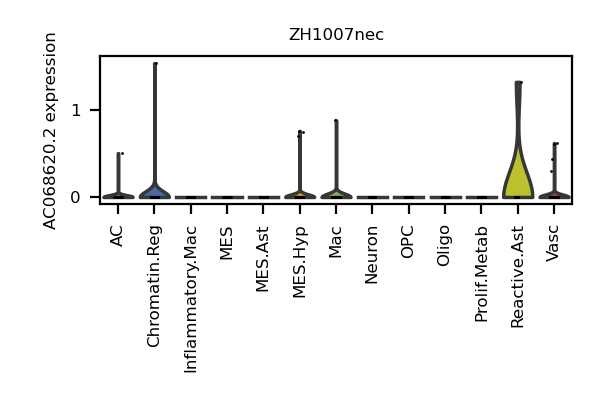 ZH1007nec
AC068620.2 expression
1
0
AC
Chromatin.Reg
Inflammatory.Mac
MES
MES.Ast
MES.Hyp
Mac
Neuron
OPC
Oligo
Prolif.Metab
Reactive.Ast
Vasc